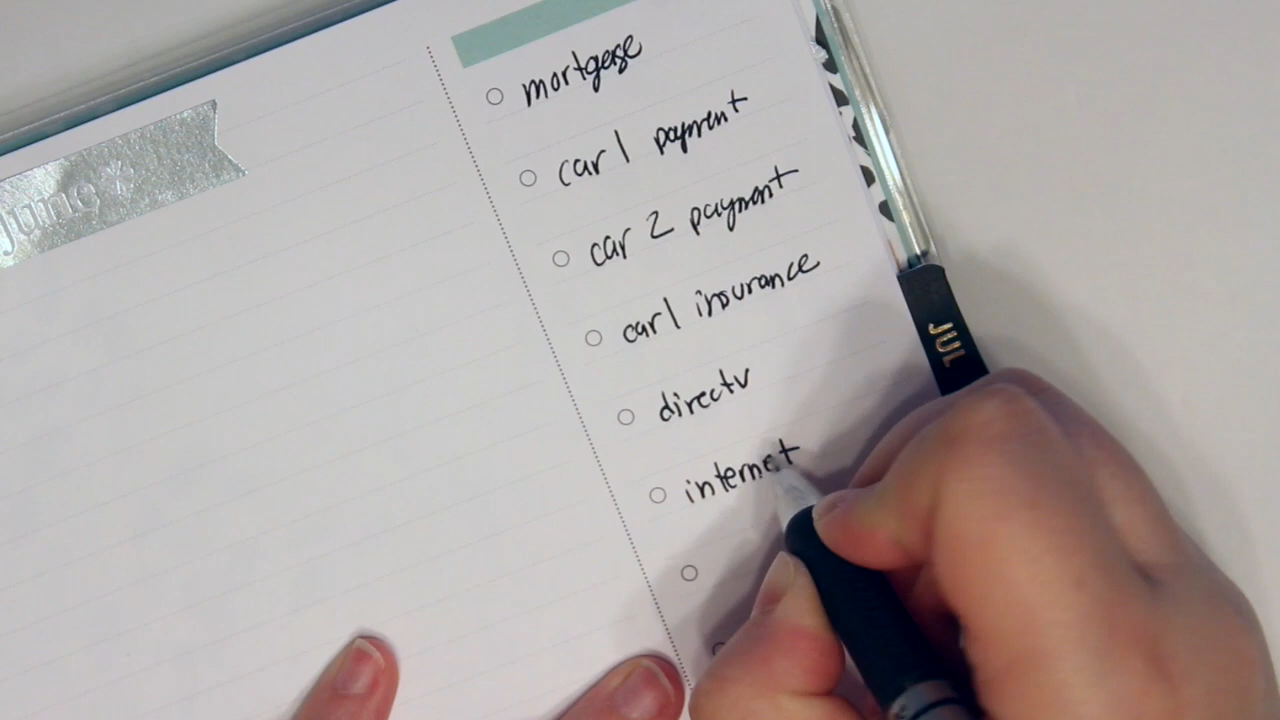 June
mortgage
car 1 payment
car 2 payment
car 1 insurance
directv
internet
JUL